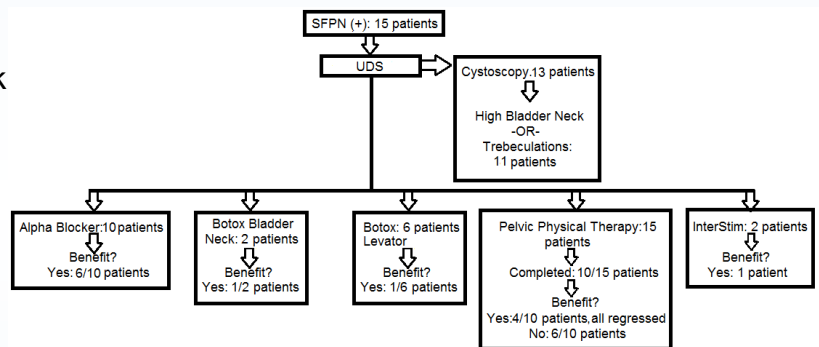 SFPN (+): 15 patients
k
UDS
Cystoscopy.13 patients
High Bladder Neck
-OR-
Trebeculations:
11 patients
Alpha Blocker:10 patients
Benefit?
Yes: 6/10 patients
Botox Bladder
Neck: 2 patients
Benefit?
Yes: 1/2 patients
Botox: 6 patients
Levator
Benefit?
Yes: 1/6 patients
Pelvic Physical Therapy:15
patients
Completed: 10/15 patients
Benefit?
Yes:4/10 patients,all regressed
No: 6/10 patients
InterStim: 2 patients
Benefit?
Yes: 1 patient